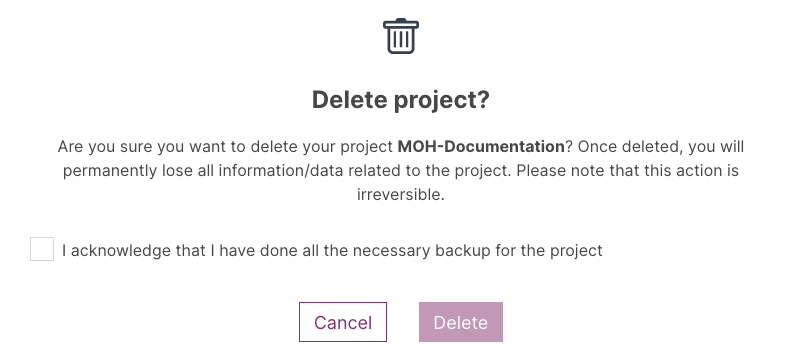 Delete project?
Are you sure you want to delete your project MOH-Documentation? Once deleted, you will
permanently lose all information/data related to the project. Please note that this action is
irreversible.
I acknowledge that I have done all the necessary backup for the project
Cancel
Delete